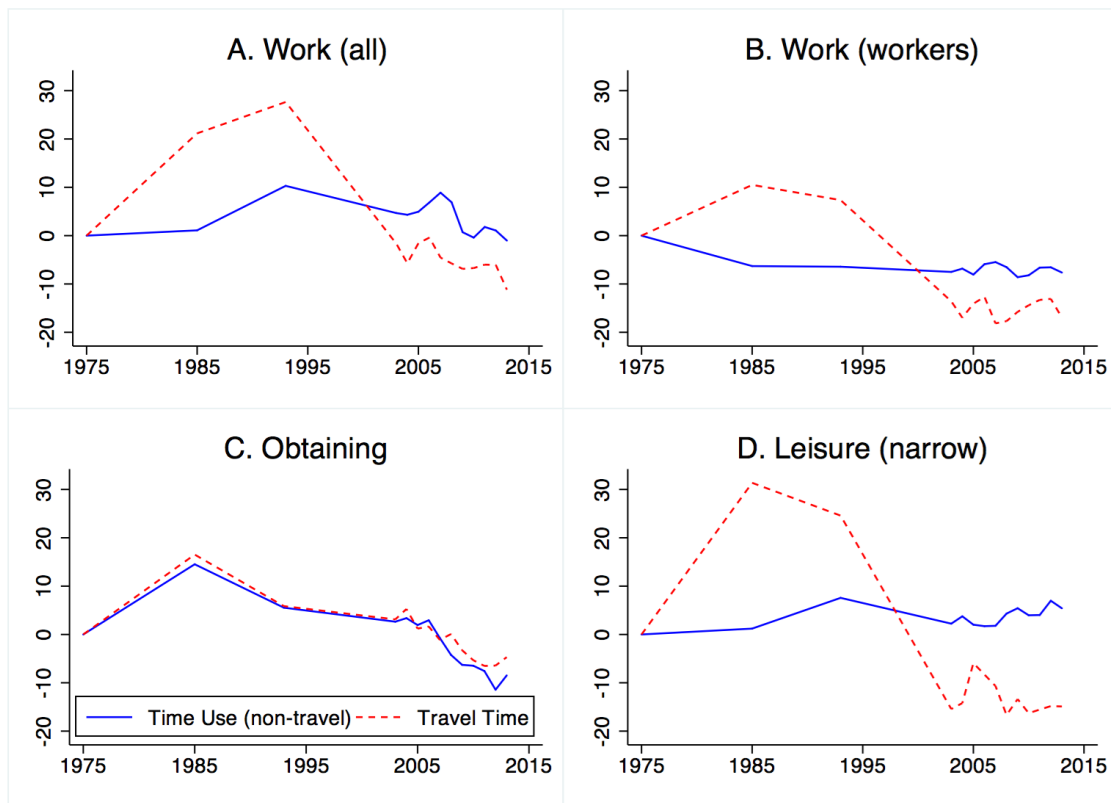 A. Work (all)
30
20
10
0
-10
-20
1975 1985 1995 2005 2015
B. Work (workers)
30
20
10
0
-10
-20
1975 1985 1995 2005 2015
C. Obtaining
30
20
10
0
-10
-20
Time Use (non-travel) Travel Time
1975 1985 1995 2005 2015
D. Leisure (narrow)
30
20
10
0
-10
-20
1975 1985 1995 2005 2015